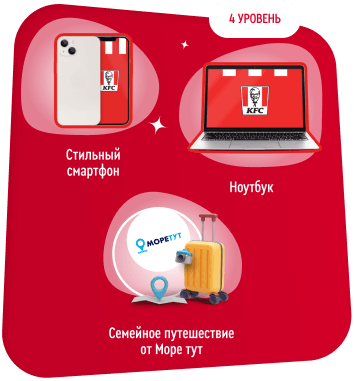 4 УРОВЕНЬ
KFC
KFC
Стильный
смартфон
Ноутбук
МОРЕТУТ
Семейное путешествие
от Море тут